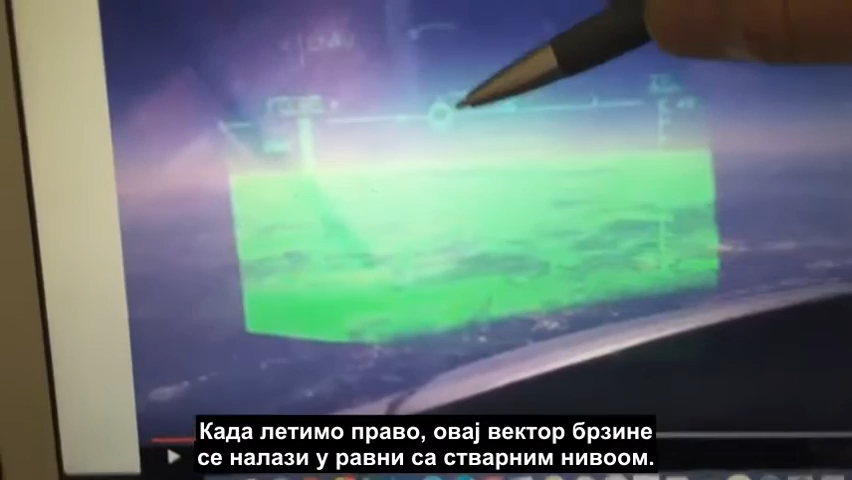 Када летимо право, овај вектор брзине
се налази у равни са стварним нивоом.